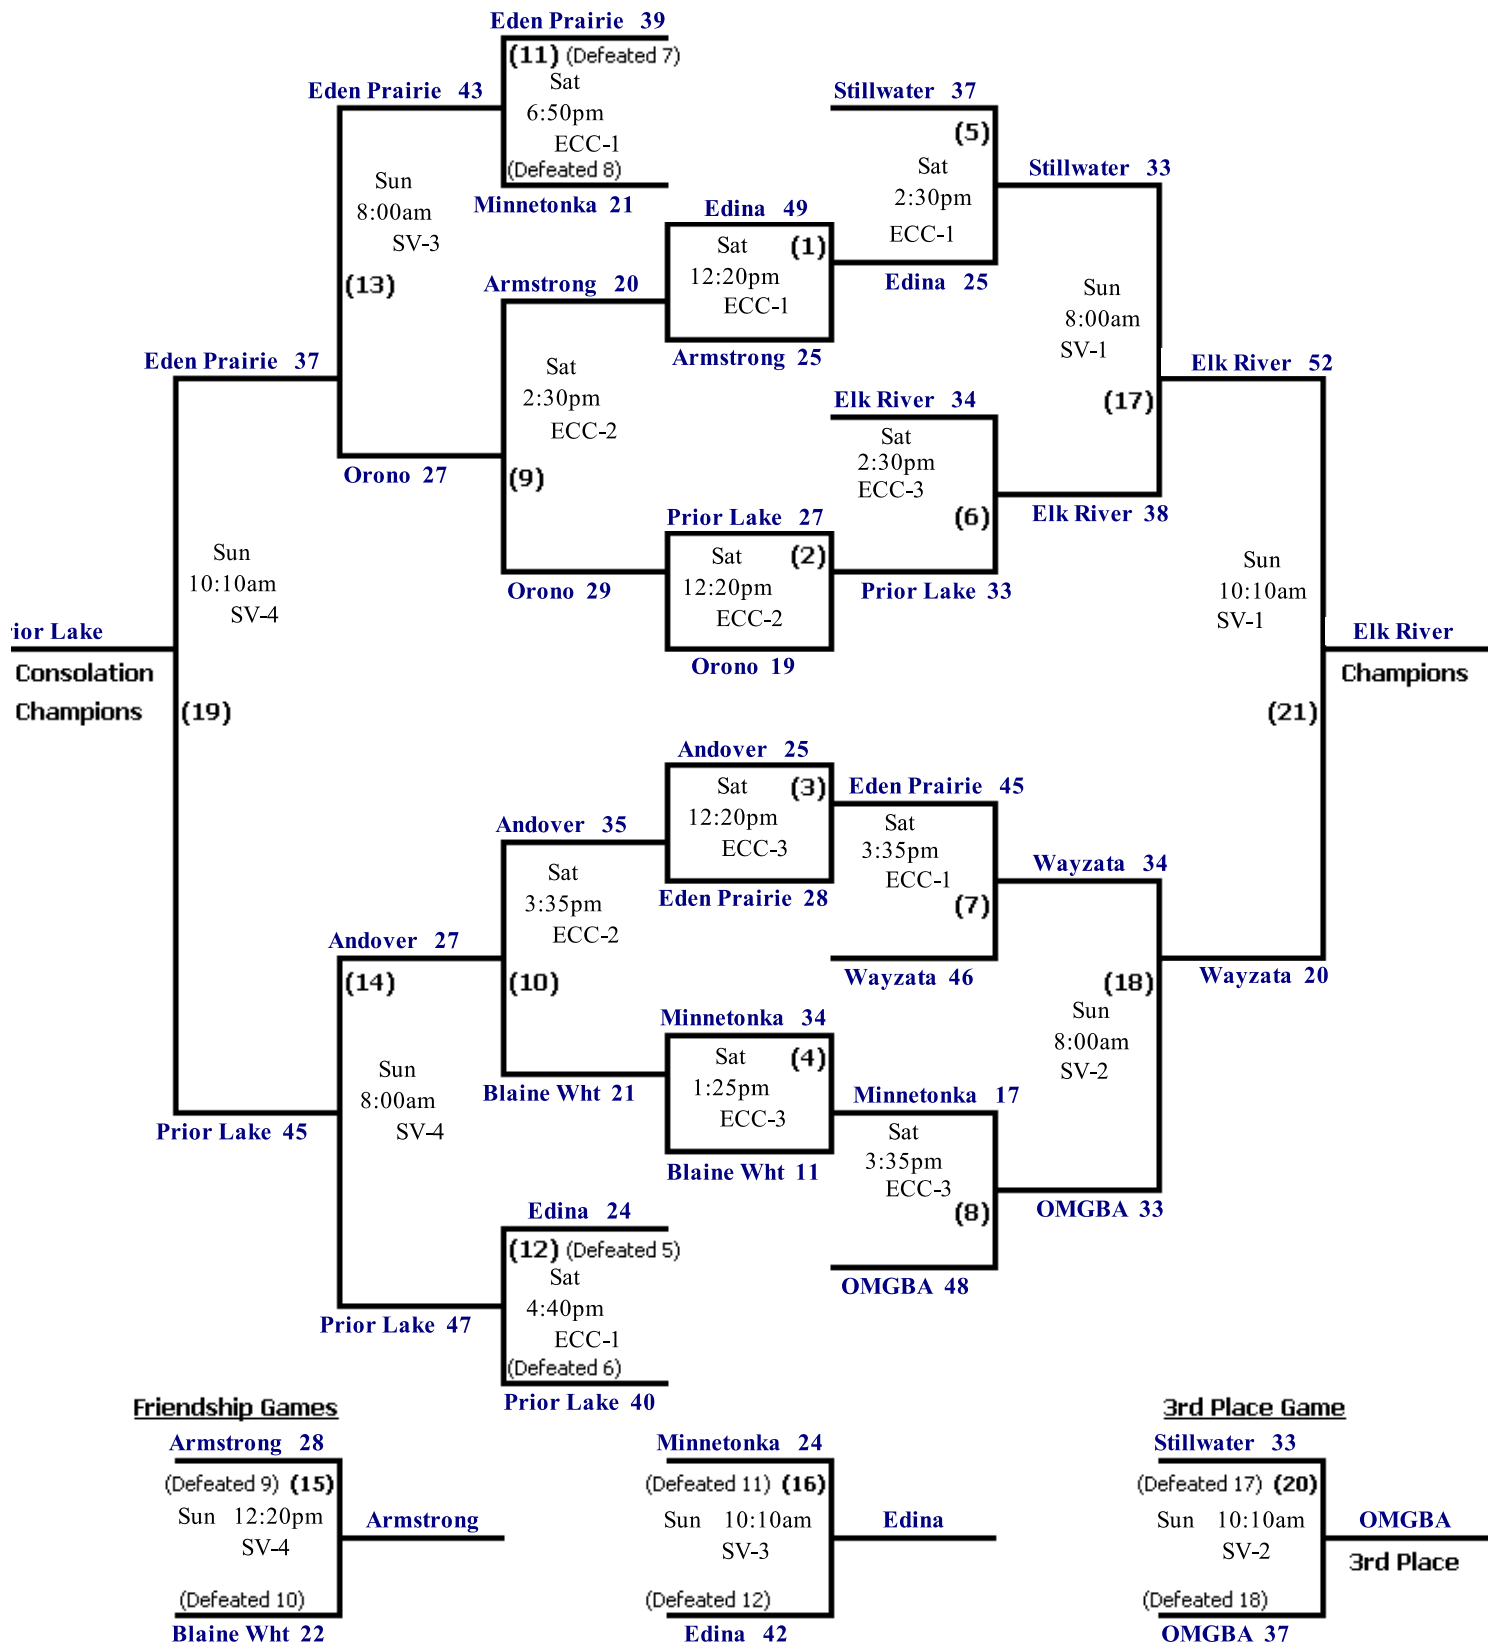 Eden Prairie 39
(11) (Defeated 7)
Sat
6:50pm
ECC-1
(Defeated 8)
Minnetonka 21
Eden Prairie 43
Sun
8:00am
SV-3
(13)
Stillwater 37
(5)
Sat
2:30pm
ECC-1
Edina 25
Stillwater 33
Edina 49
Sat (1)
12:20pm
ECC-1
Armstrong 25
Armstrong 20
Sat
2:30pm
ECC-2
(9)
Orono 29
Orono 27
Sun
8:00am
SV-1
(17)
Elk River 52
Eden Prairie 37
Elk River 34
Sat
2:30pm
ECC-3
(6)
Prior Lake 33
Elk River 38
Prior Lake 27
Sat (2)
12:20pm
ECC-2
Orono 19
Sun
10:10am
SV-4
ior Lake
Consolation
Champions (19)
Sun
10:10am
SV-1
Elk River
Champions
(21)
Andover 25
Sat (3)
12:20pm
ECC-3
Eden Prairie 28
Eden Prairie 45
Sat
3:35pm
ECC-1
(7)
Wayzata 46
Wayzata 34
Andover 35
Sat
3:35pm
ECC-2
(10)
Blaine Wht 21
Andover 27
(14)
Sun
8:00am
SV-4
Prior Lake 45
Prior Lake 47
(18)
Sun
8:00am
SV-2
Wayzata 20
Minnetonka 34
Sat (4)
1:25pm
ECC-3
Blaine Wht 11
Minnetonka 17
Sat
3:35pm
ECC-3
(8)
OMGBA 48
OMGBA 33
Edina 24
(12) (Defeated 5)
Sat
4:40pm
ECC-1
(Defeated 6)
Prior Lake 40
Friendship Games
Armstrong 28
(Defeated 9) (15)
Sun 12:20pm
SV-4
(Defeated 10)
Blaine Wht 22
Armstrong
Minnetonka 24
(Defeated 11) (16)
Sun 10:10am
SV-3
(Defeated 12)
Edina 42
Edina
3rd Place Game
Stillwater 33
(Defeated 17) (20)
Sun 10:10am
SV-2
(Defeated 18)
OMGBA 37
OMGBA
3rd Place